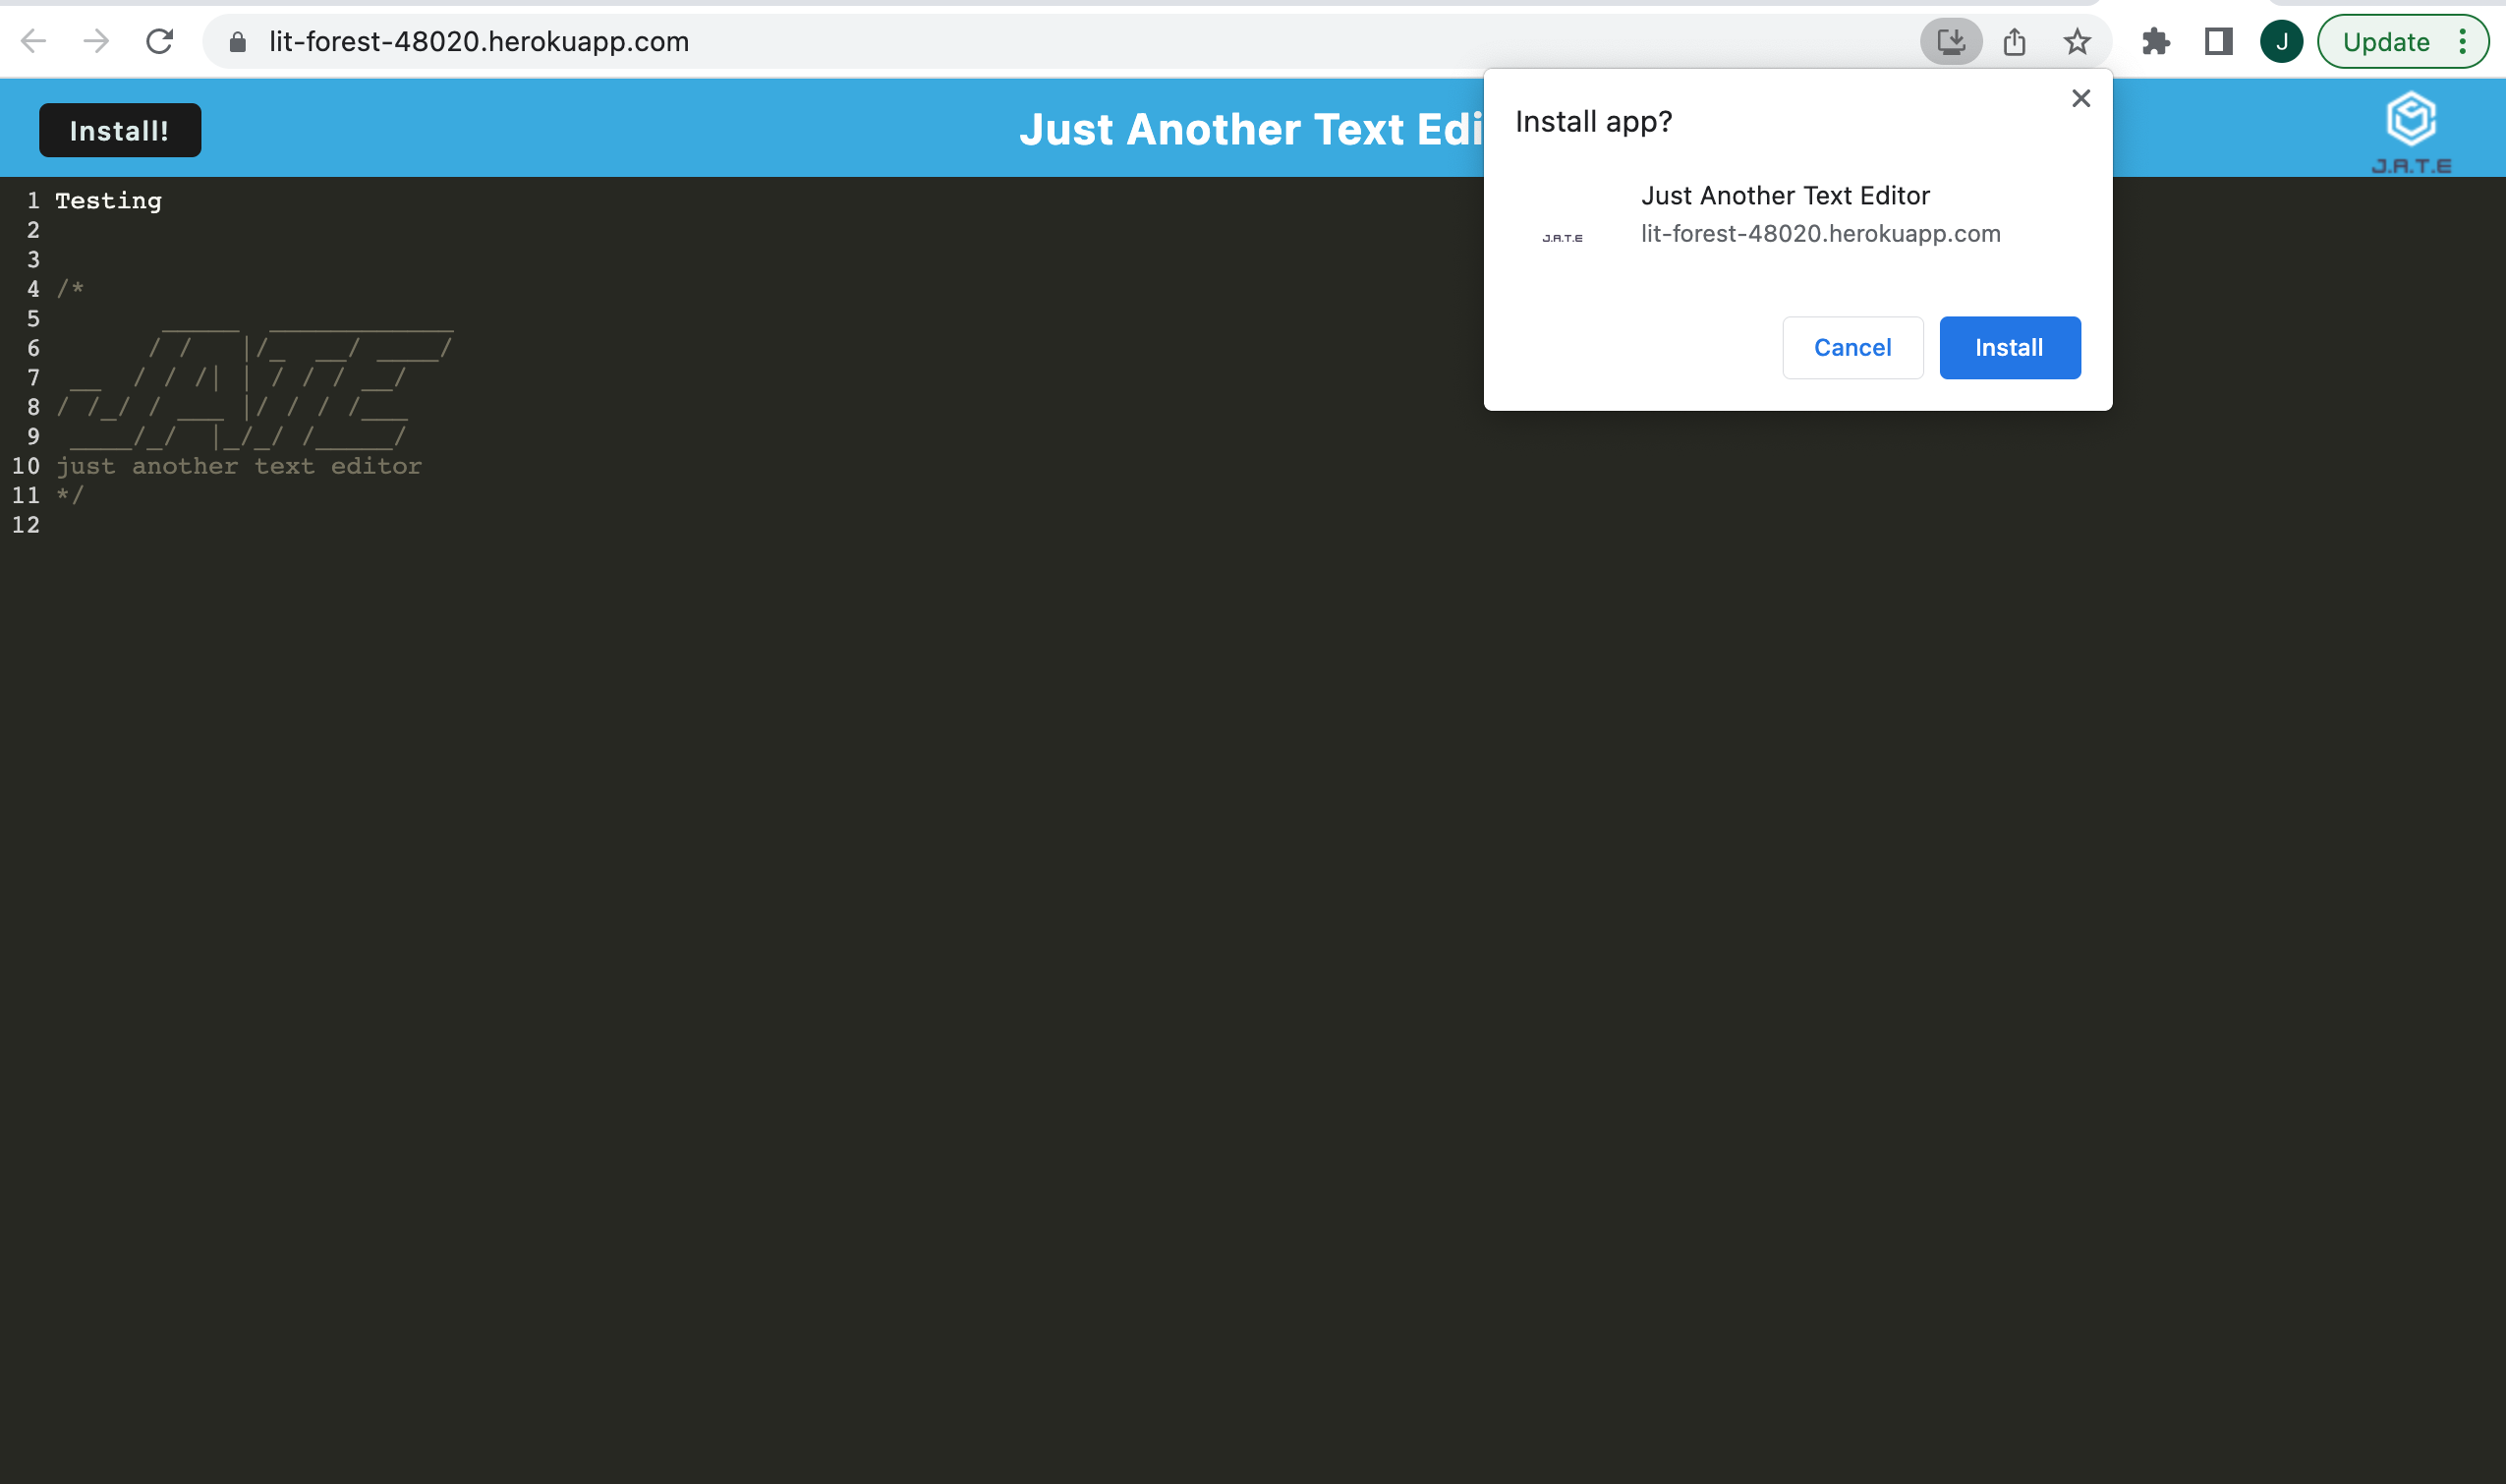 lit-forest-48020.herokuapp.com
J
Update
Install!
Just Another Text Edi
J.A.T.E
Install app?
Just Another Text Editor
J.A.T.E
lit-forest-48020.herokuapp.com
Cancel
Install
1 Testing
2
3
4 /*
5        _____  ____________
6       / /   |/_  __/ ____/
7  __  / / /| | / / / __/
8 / /_/ / ___ |/ / / /___
9  ____/_/  |_/_/ /_____/
10 just another text editor
11 */
12